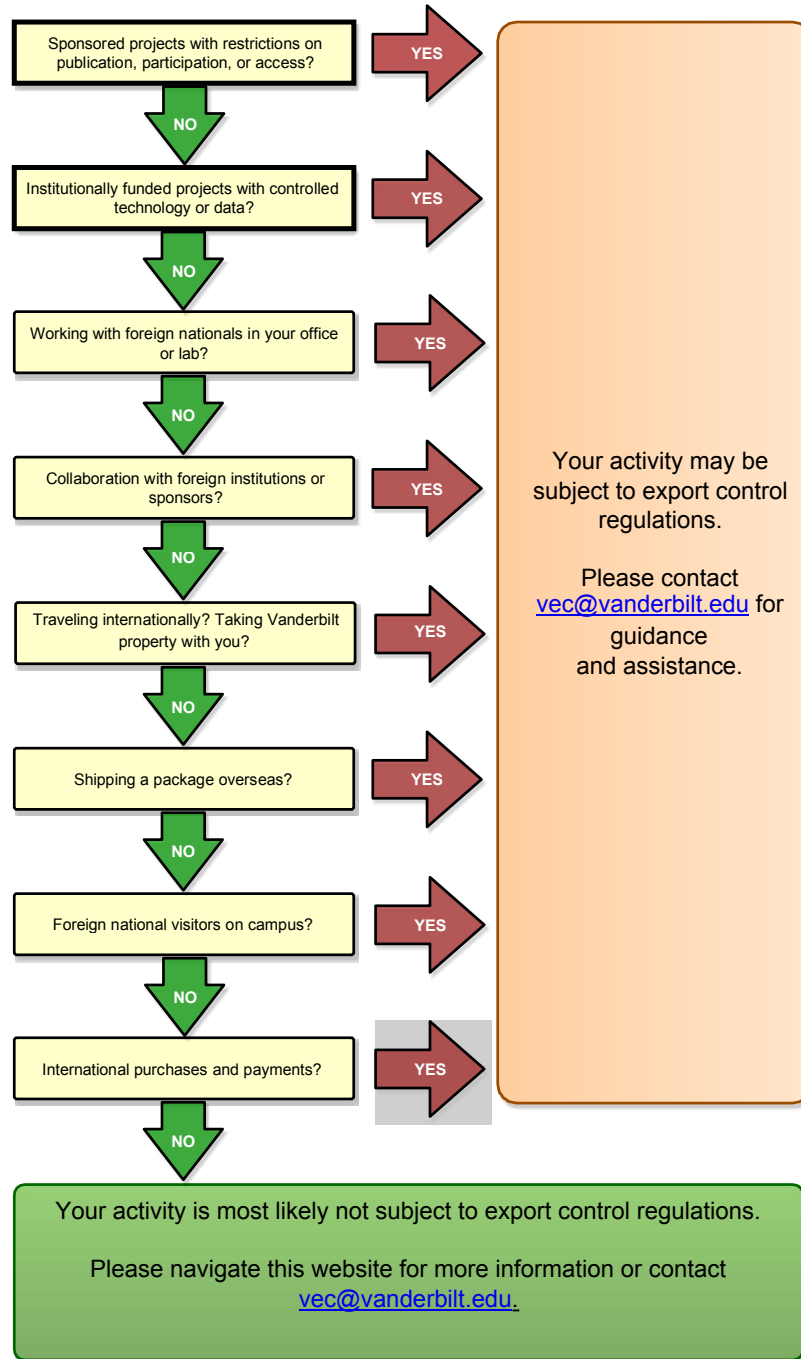 Sponsored projects with restrictions on
publication, participation, or access?
YES
NO
Institutionally funded projects with controlled
technology or data?
YES
NO
Working with foreign nationals in your office
or lab?
YES
NO
Collaboration with foreign institutions or
sponsors?
YES
NO
Traveling internationally? Taking Vanderbilt
property with you?
YES
NO
Shipping a package overseas?
YES
NO
Foreign national visitors on campus?
YES
NO
International purchases and payments?
YES
NO
Your activity may be
subject to export control
regulations.
Please contact
vec@vanderbilt.edu for
guidance
and assistance.
Your activity is most likely not subject to export control regulations.
Please navigate this website for more information or contact
vec@vanderbilt.edu.